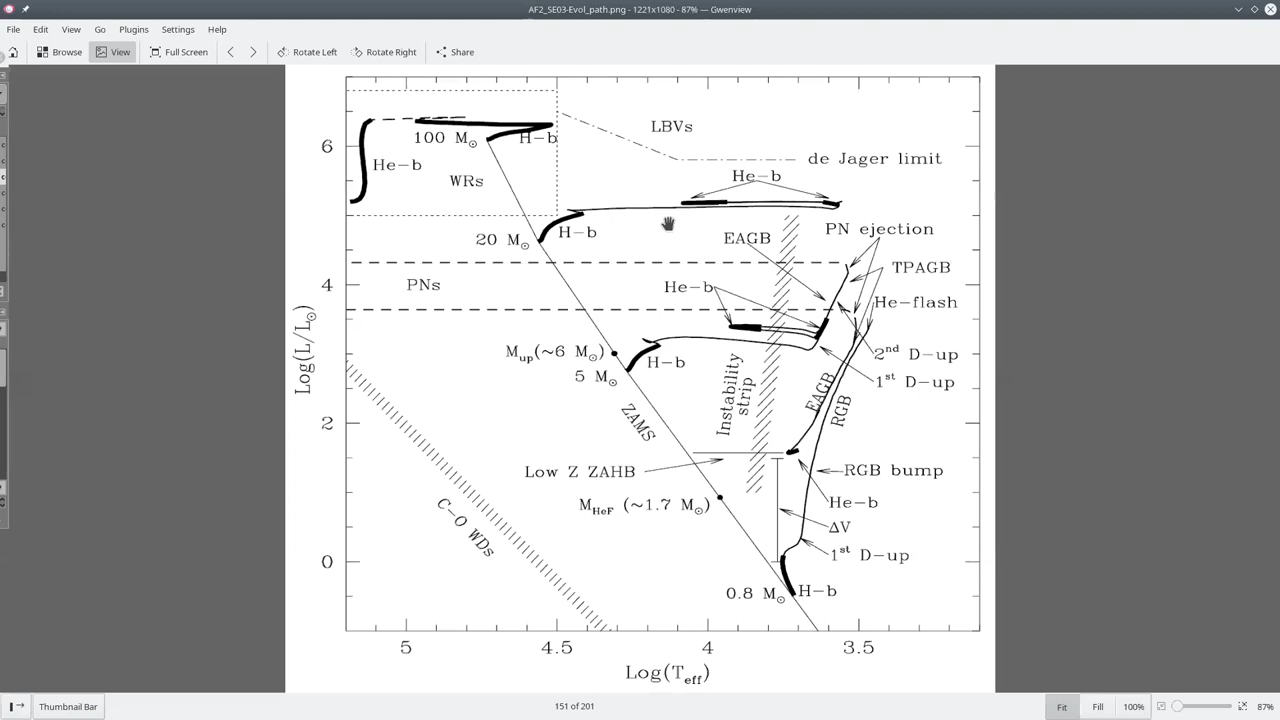 AF2_SE03-Evol_path.png - 1221x1080 - 87% — Gwenview
File Edit View Go Plugins Settings Help
Browse View Full Screen Rotate Left Rotate Right Share
LBVs
6
100 M☉
H-b
de Jager limit
He-b
WRs
He-b
20 M☉
H-b
EAGB
PN ejection
TPAGB
4
PNs
He-b
He-flash
Log(L/L☉)
Mup(~6 M☉)
5 M☉
H-b
2nd D-up
1st D-up
Instability
strip
EAGB
RGB
2
ZAMS
Low Z ZAHB
RGB bump
MHeF (~1.7 M☉)
He-b
C-O WDs
ΔV
1st D-up
0
0.8 M☉
H-b
5 4.5 4 3.5
Log(Teff)
Thumbnail Bar 151 of 201 Fit Fill 100% 87%